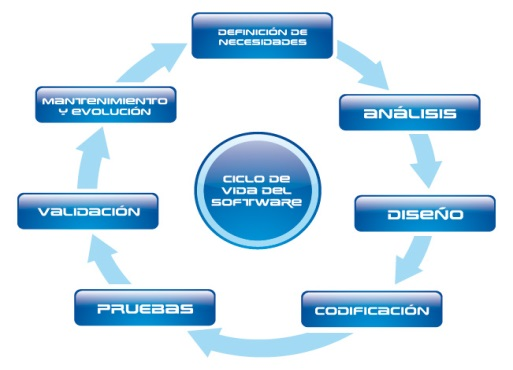 DEFINICIÓN DE
NECESIDADES
ANÁLISIS
DISEÑO
CODIFICACIÓN
PRUEBAS
VALIDACIÓN
MANTENIMIENTO
Y EVOLUCIÓN
CICLO DE
VIDA DEL
SOFTWARE